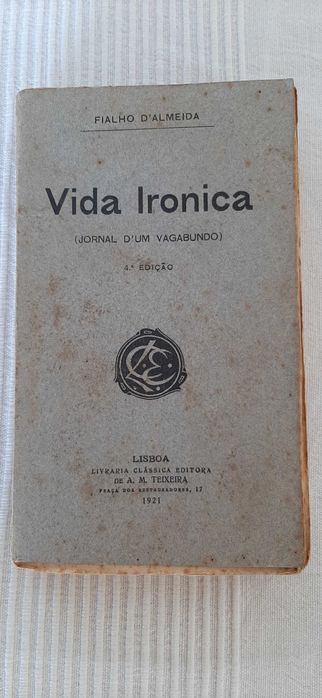 FIALHO D'ALMEIDA
Vida Ironica
(JORNAL D'UM VAGABUNDO)
4.ª EDIÇÃO
LCE
LISBOA
LIVRARIA CLÁSSICA EDITORA
DE A. M. TEIXEIRA
PRAÇA DOS RESTAURADORES, 17
1921